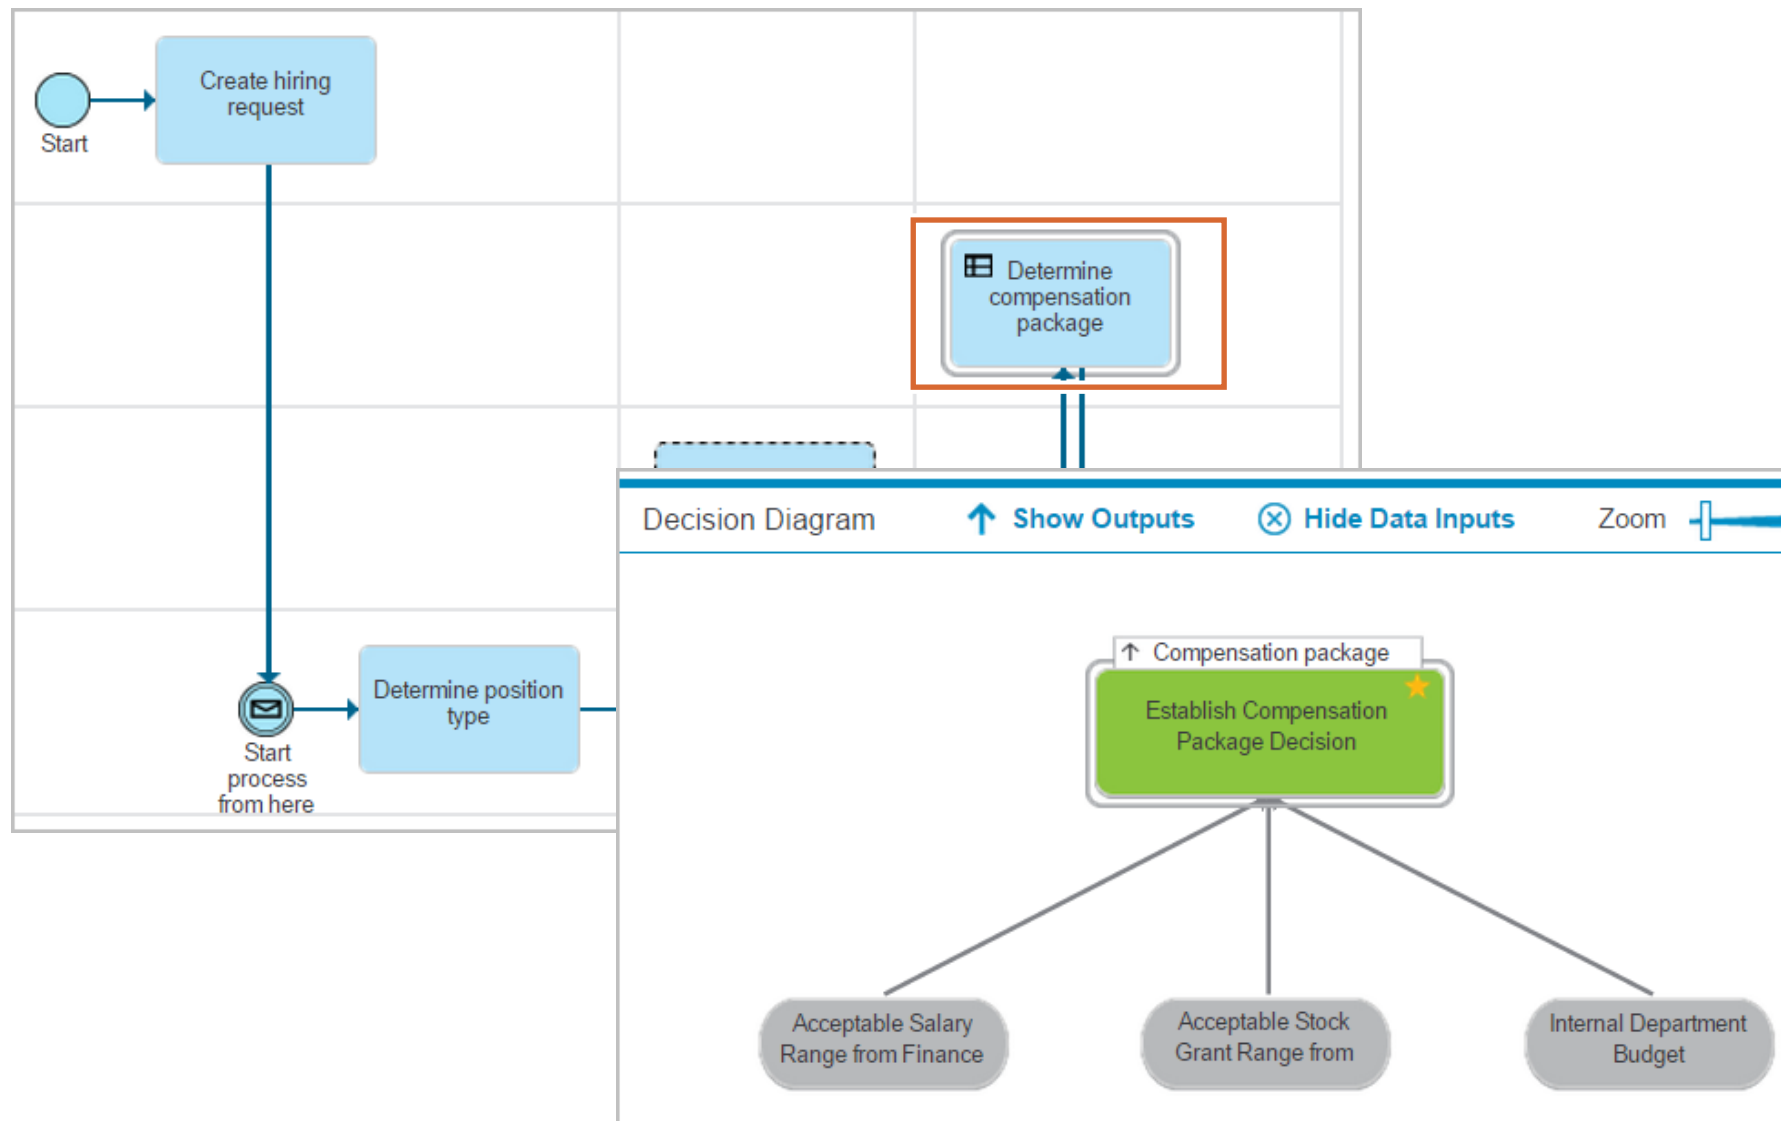 Create hiring
request
Start
Determine
compensation
package
Determine position
type
Start
process
from here
Decision Diagram
Show Outputs
Hide Data Inputs
Zoom
Compensation package
Establish Compensation
Package Decision
Acceptable Salary
Range from Finance
Acceptable Stock
Grant Range from
Internal Department
Budget